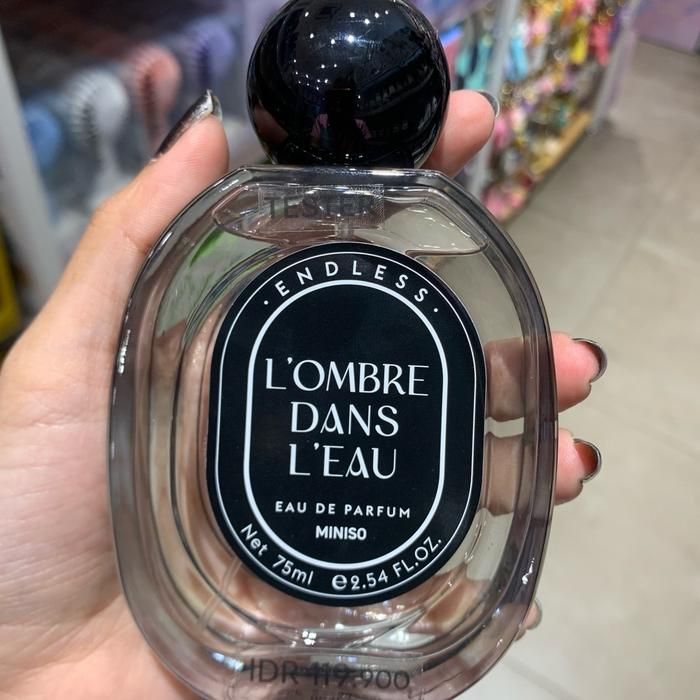 TESTER
· ENDLESS ·
L'OMBRE
DANS
L'EAU
EAU DE PARFUM
MINISO
Net 75ml ℮2.54 FL.OZ.
IDR 119.900